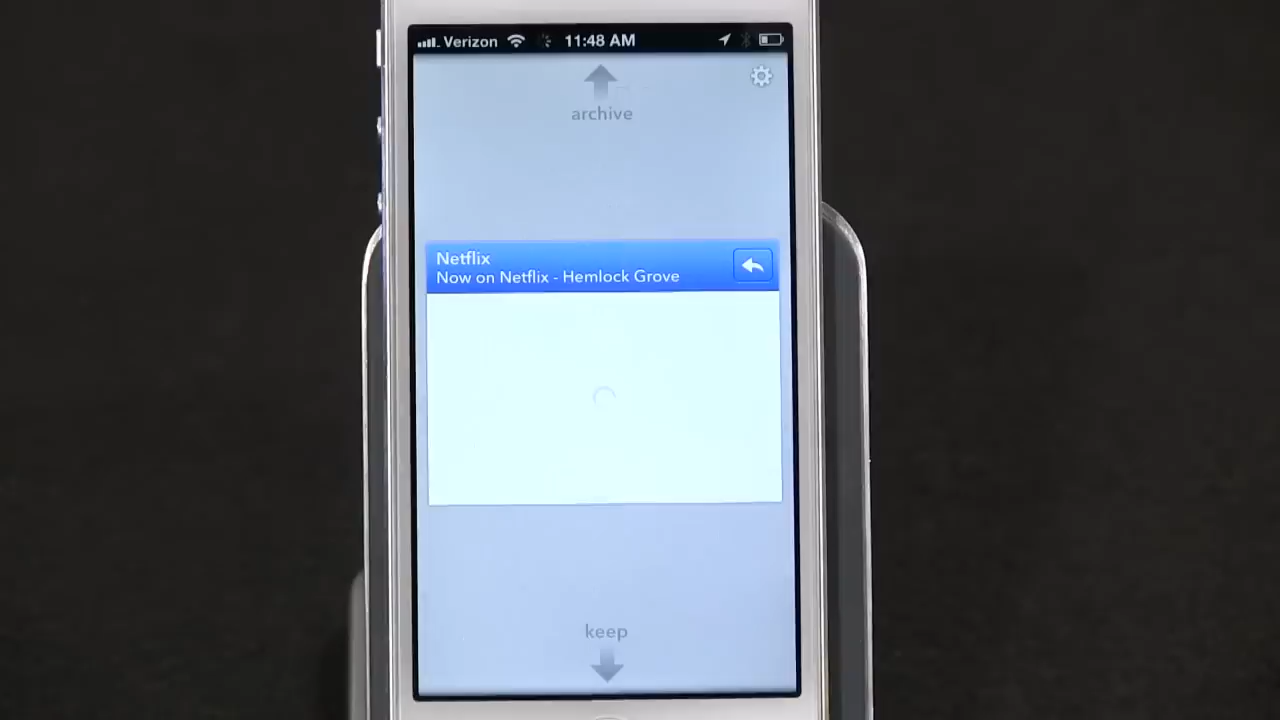 Verizon 11:48 AM
archive
Netflix
Now on Netflix - Hemlock Grove
keep